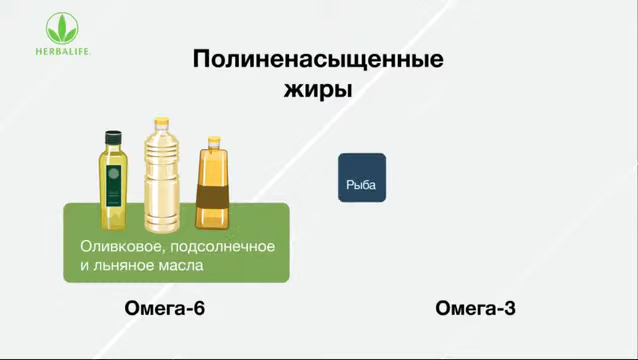 HERBALIFE.
Полиненасыщенные
жиры
Рыба
Оливковое, подсолнечное
и льняное масла
Омега-6
Омега-3